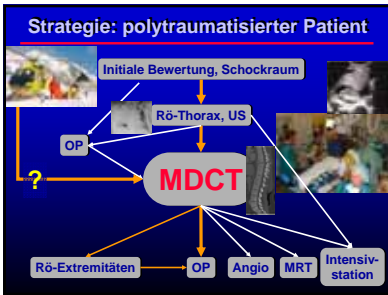 Strategie: polytraumatisierter Patient
Initiale Bewertung, Schockraum
Rö-Thorax, US
OP
?
MDCT
Rö-Extremitäten
OP
Angio
MRT
Intensiv-
station